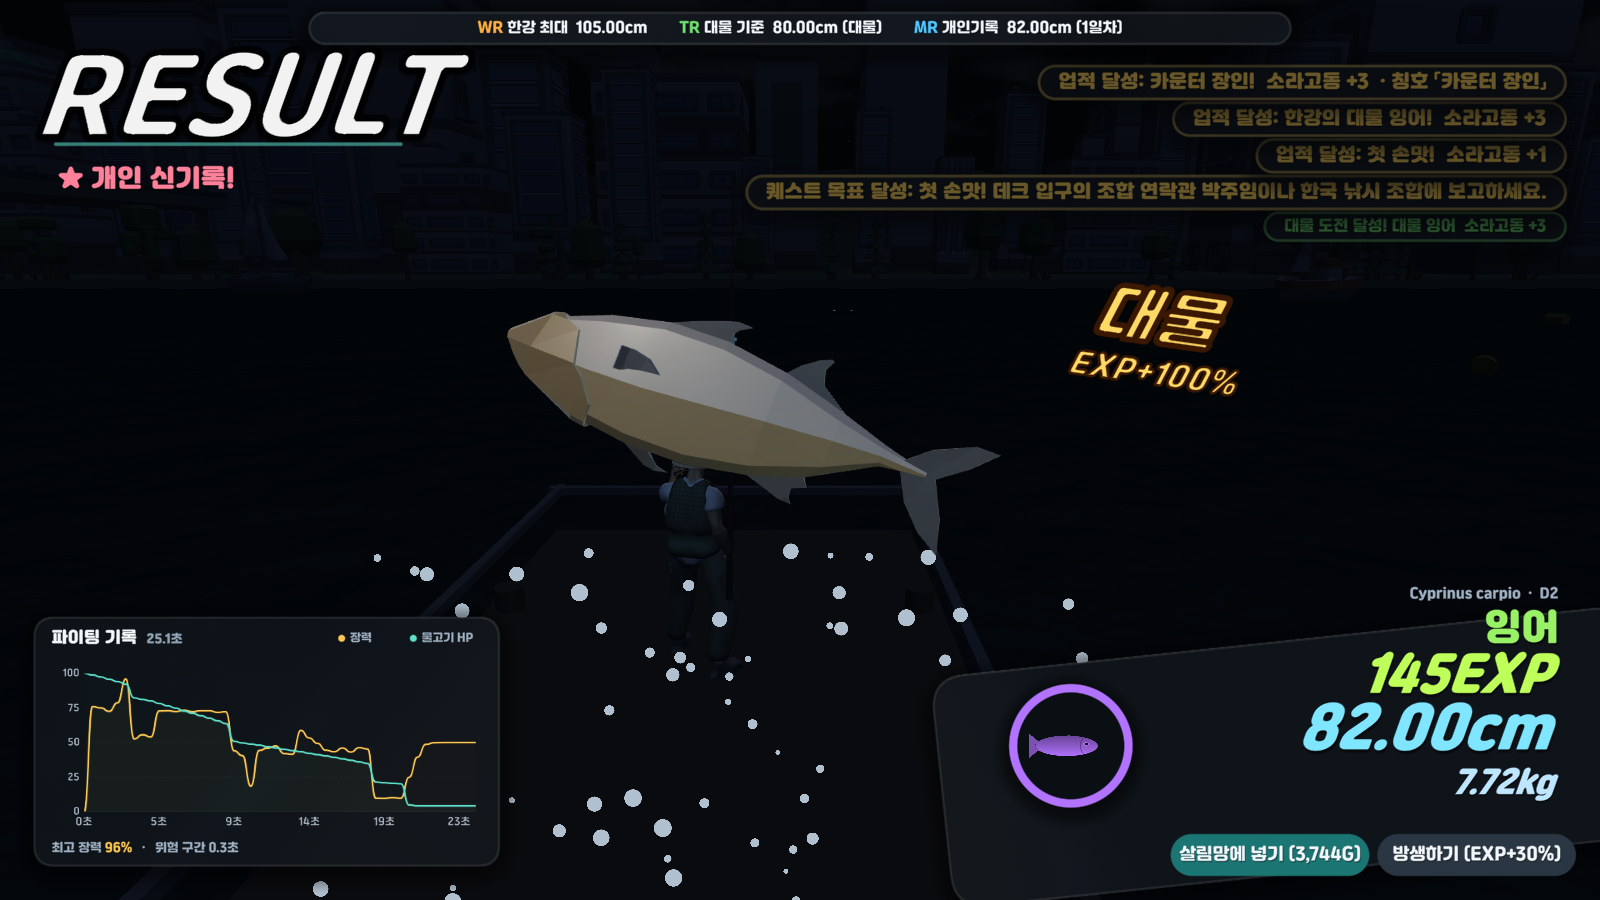 WR 한강 최대 105.00cm TR 대물 기준 80.00cm (대물) MR 개인기록 82.00cm (1일차)
RESULT
★ 개인 신기록!
업적 달성: 카운터 장인! 소라고동 +3 · 칭호 「카운터 장인」
업적 달성: 한강의 대물 잉어! 소라고동 +3
업적 달성: 첫 손맛! 소라고동 +1
퀘스트 목표 달성: 첫 손맛! 데크 입구의 조합 연락관 박주임이나 한국 낚시 조합에 보고하세요.
대물 도전 달성! 대물 잉어 소라고동 +3
대물
EXP+100%
파이팅 기록 25.1초 ● 장력 ● 물고기 HP
100
75
50
25
0
0초 5초 9초 14초 19초 23초
최고 장력 96% · 위험 구간 0.3초
Cyprinus carpio · D2
잉어
145EXP
82.00cm
7.72kg
살림망에 넣기 (3,744G) 방생하기 (EXP+30%)